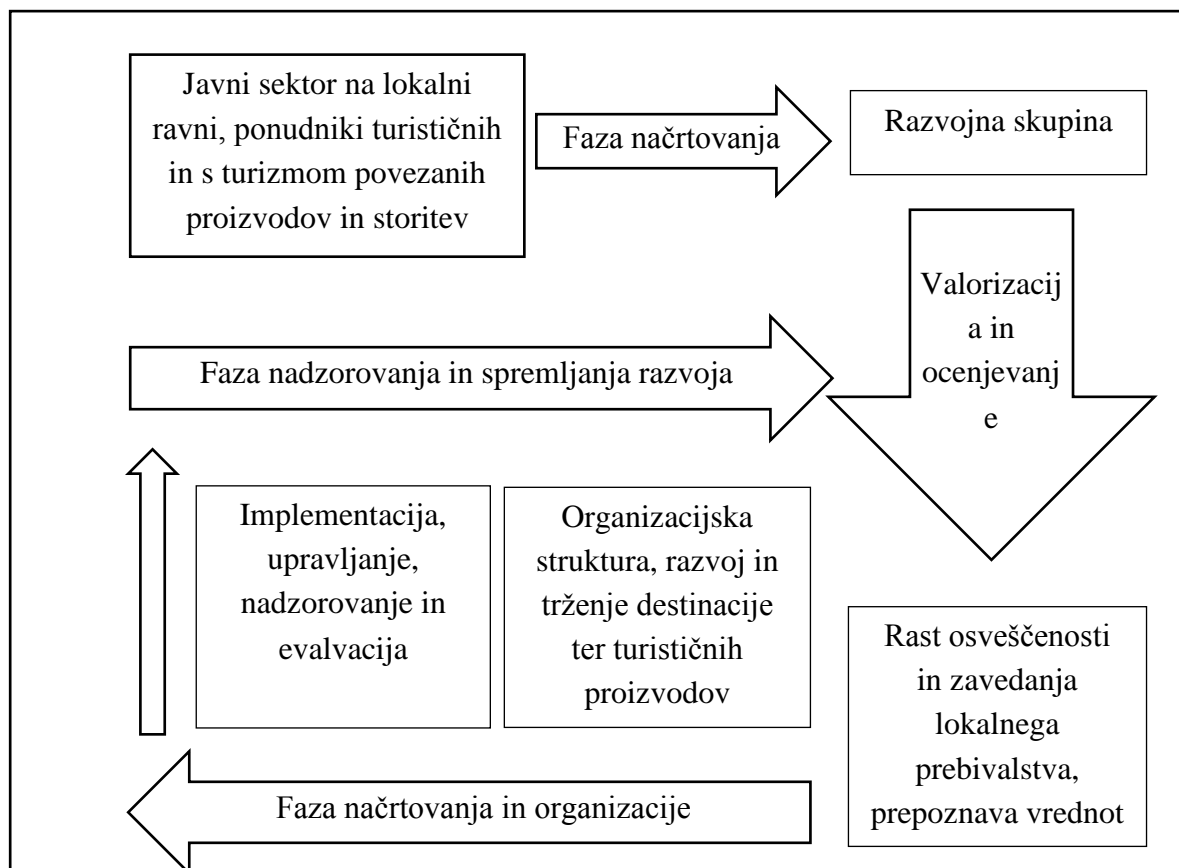 Javni sektor na lokalni
ravni, ponudniki turističnih
in s turizmom povezanih
proizvodov in storitev
Faza načrtovanja
Razvojna skupina
Valorizacij
a in
ocenjevanj
e
Faza nadzorovanja in spremljanja razvoja
Implementacija,
upravljanje,
nadzorovanje in
evalvacija
Organizacijska
struktura, razvoj in
trženje destinacije
ter turističnih
proizvodov
Rast osveščenosti
in zavedanja
lokalnega
prebivalstva,
prepoznava vrednot
Faza načrtovanja in organizacije